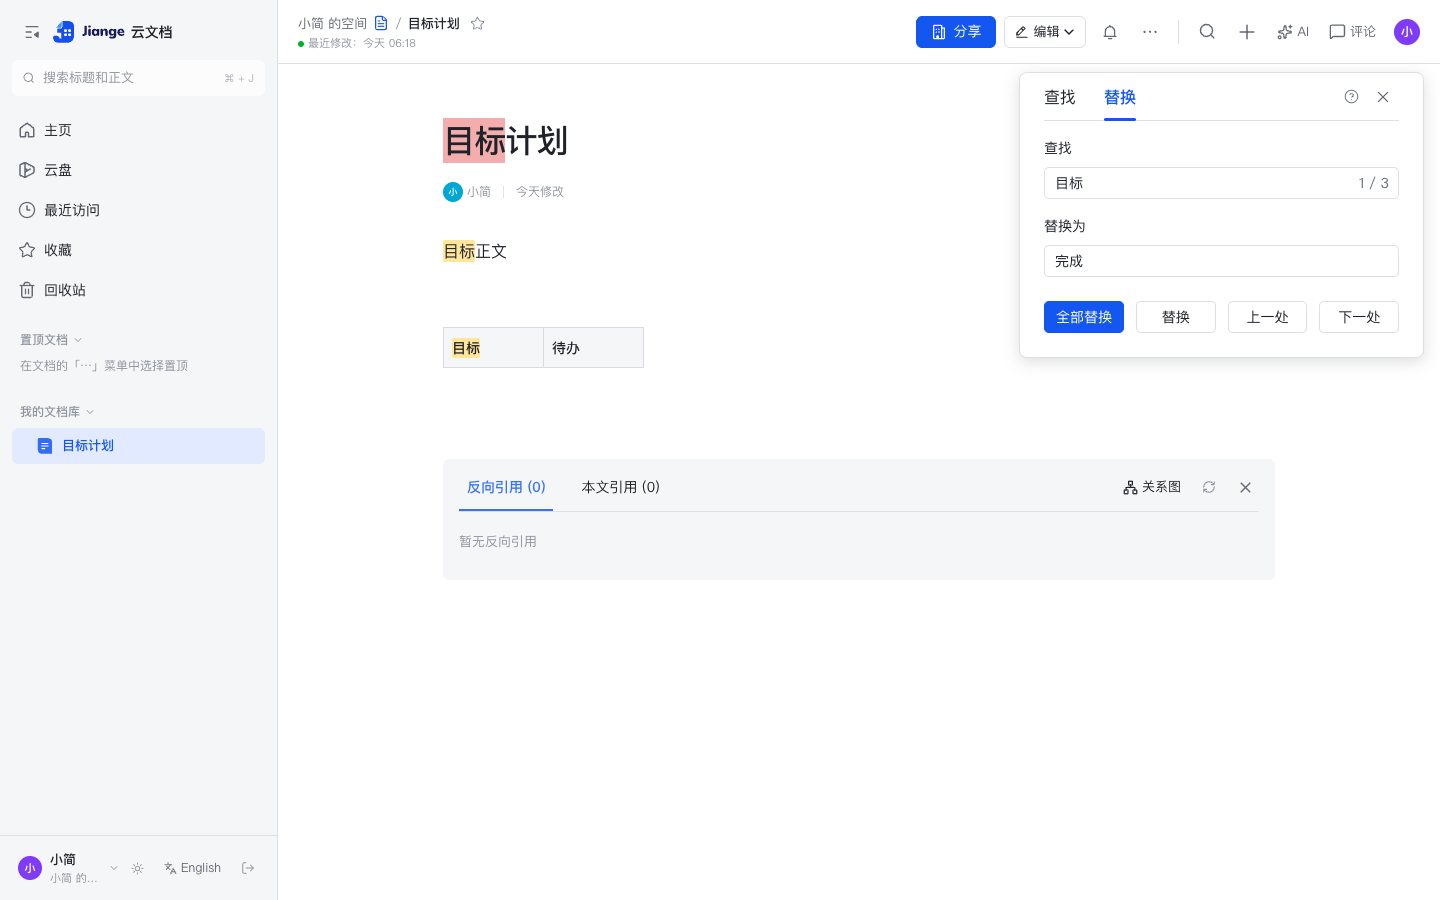 Jiange 云文档
搜索标题和正文
⌘ + J
主页
云盘
最近访问
收藏
回收站
置顶文档
在文档的「…」菜单中选择置顶
我的文档库
目标计划
小
小简
小简 的...
English
小简 的空间 / 目标计划
最近修改：今天 06:18
分享
编辑
AI
评论
小
目标计划
小 小简
今天修改
目标正文
目标
待办
反向引用 (0)
本文引用 (0)
关系图
暂无反向引用
查找
替换
查找
目标
1 / 3
替换为
完成
全部替换
替换
上一处
下一处